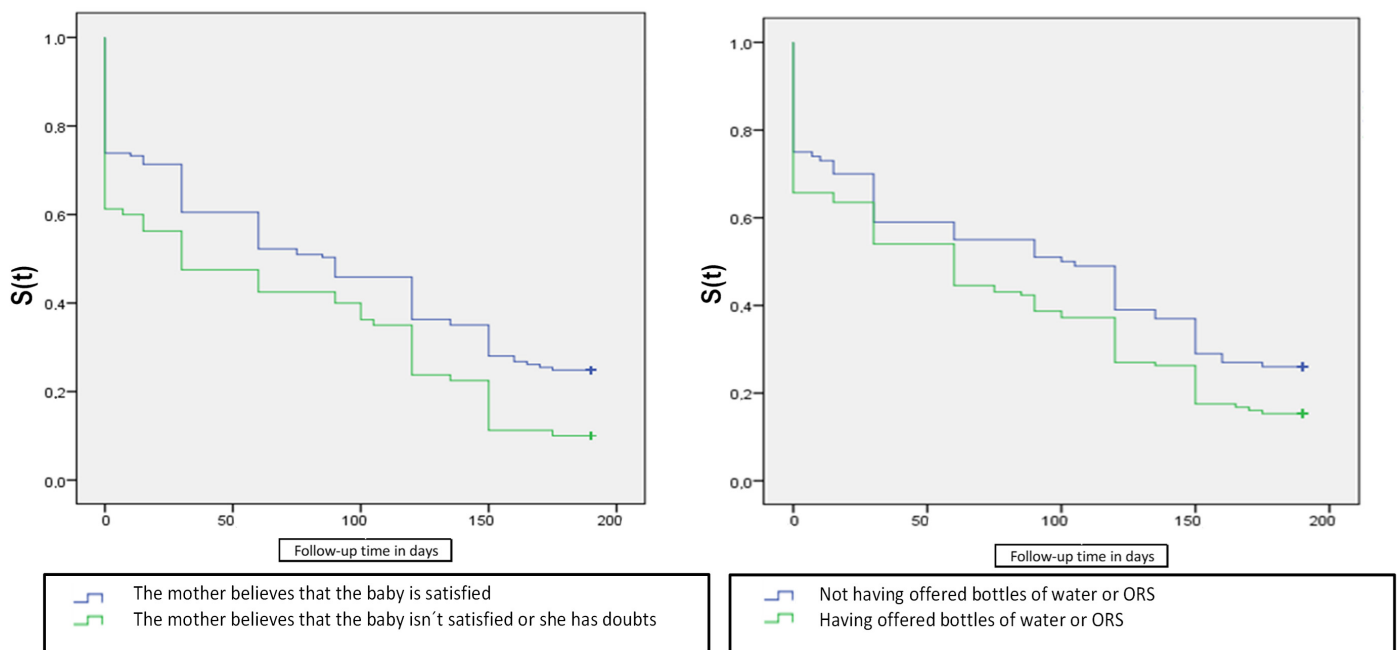 1.0
0.8
0.6
0.4
0.2
0.0
S(t)
0 50 100 150 200
Follow-up time in days
The mother believes that the baby is satisfied
The mother believes that the baby isn´t satisfied or she has doubts
1,0
0,8
0,6
0,4
0,2
0,0
S(t)
0 50 100 150 200
Follow-up time in days
Not having offered bottles of water or ORS
Having offered bottles of water or ORS